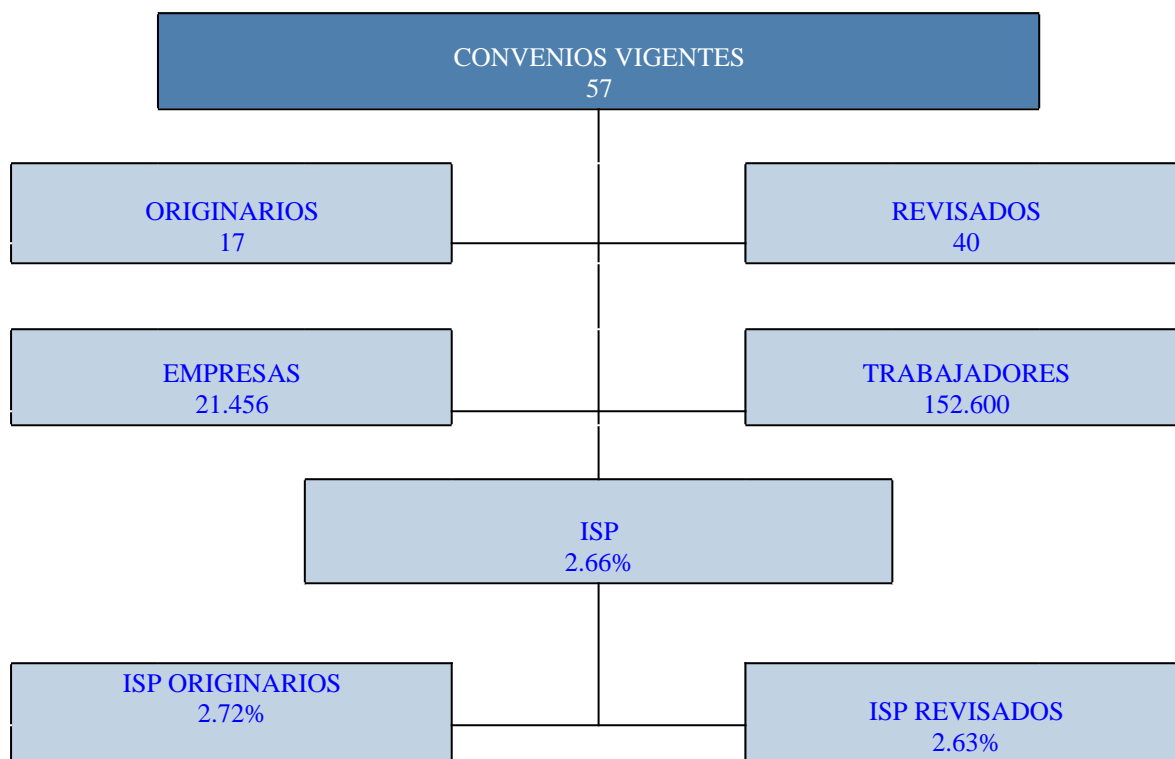 CONVENIOS VIGENTES
57
ORIGINARIOS
17
REVISADOS
40
EMPRESAS
21.456
TRABAJADORES
152.600
ISP
2.66%
ISP ORIGINARIOS
2.72%
ISP REVISADOS
2.63%